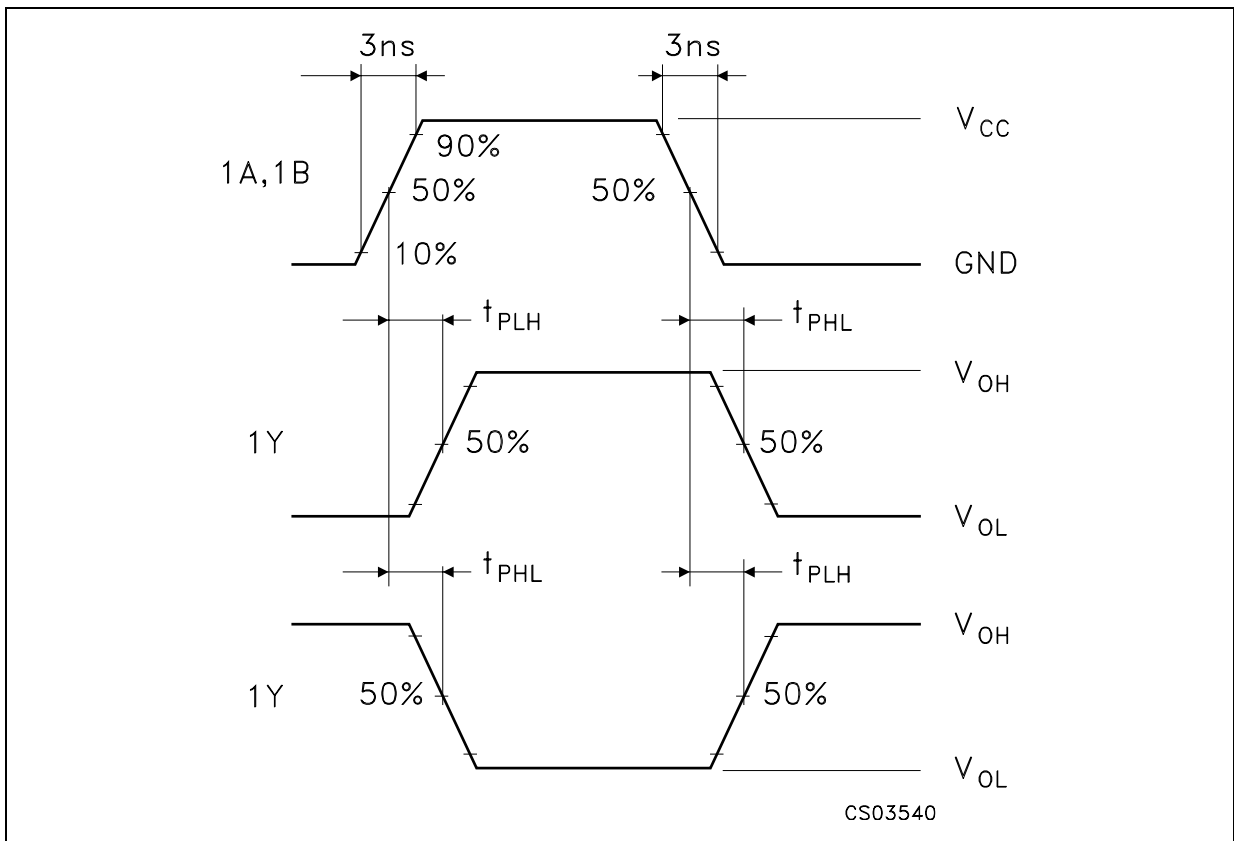 3ns 3ns
V_CC
90%
1A,1B
50% 50%
10%
GND
t_PLH t_PHL
V_OH
1Y
50% 50%
V_OL
t_PHL t_PLH
V_OH
1Y
50% 50%
V_OL
CS03540